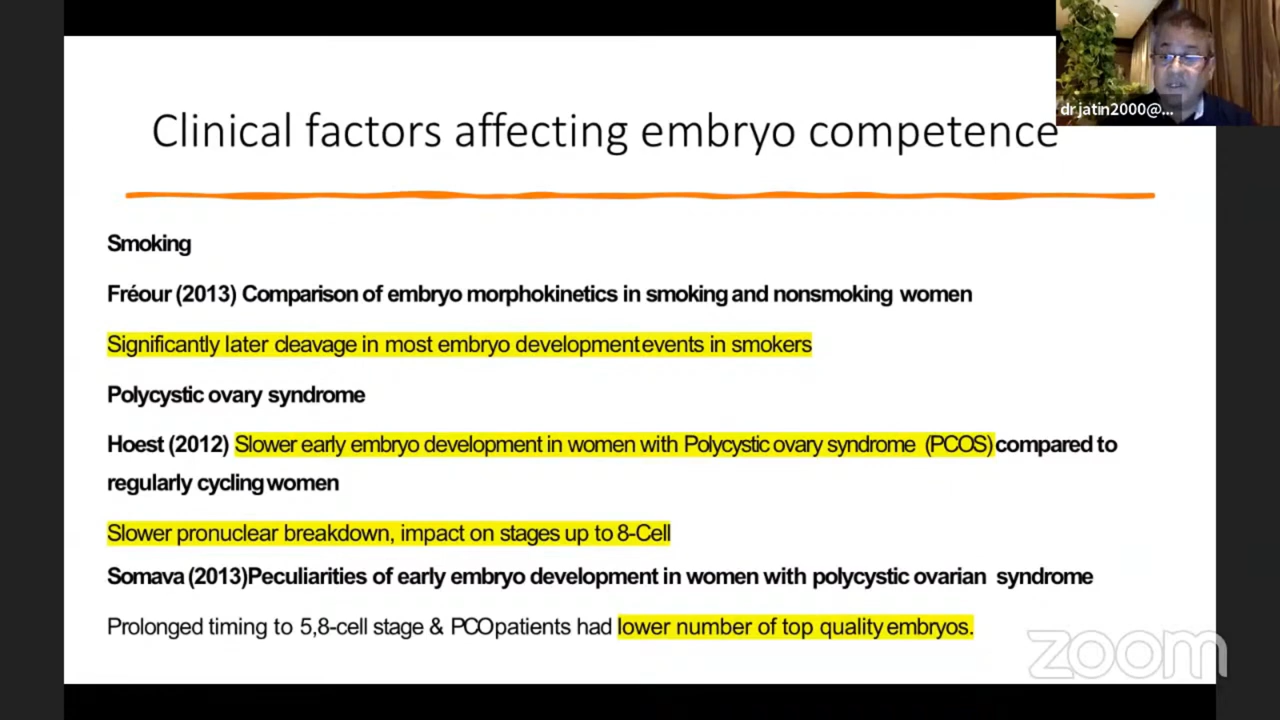 dr.jatin2000@...
Clinical factors affecting embryo competence
Smoking
Fréour (2013) Comparison of embryo morphokinetics in smoking and nonsmoking women
Significantly later cleavage in most embryo development events in smokers
Polycystic ovary syndrome
Hoest (2012) Slower early embryo development in women with Polycystic ovary syndrome (PCOS) compared to
regularly cycling women
Slower pronuclear breakdown, impact on stages up to 8-Cell
Somava (2013)Peculiarities of early embryo development in women with polycystic ovarian syndrome
Prolonged timing to 5,8-cell stage & PCO patients had lower number of top quality embryos.
zoom